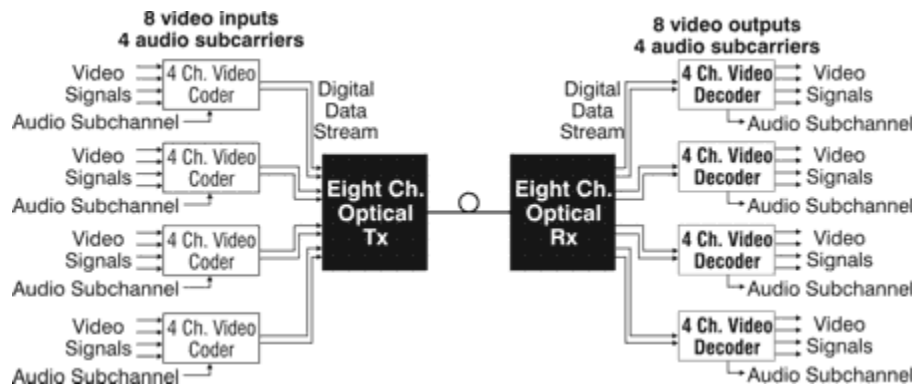 8 video inputs
4 audio subcarriers
8 video outputs
4 audio subcarriers
Video
Signals
Audio Subchannel
4 Ch. Video
Coder
Digital
Data
Stream
Digital
Data
Stream
4 Ch. Video
Decoder
Video
Signals
Audio Subchannel
Video
Signals
Audio Subchannel
4 Ch. Video
Coder
Eight Ch.
Optical
Tx
Eight Ch.
Optical
Rx
4 Ch. Video
Decoder
Video
Signals
Audio Subchannel
Video
Signals
Audio Subchannel
4 Ch. Video
Coder
4 Ch. Video
Decoder
Video
Signals
Audio Subchannel
Video
Signals
Audio Subchannel
4 Ch. Video
Coder
4 Ch. Video
Decoder
Video
Signals
Audio Subchannel